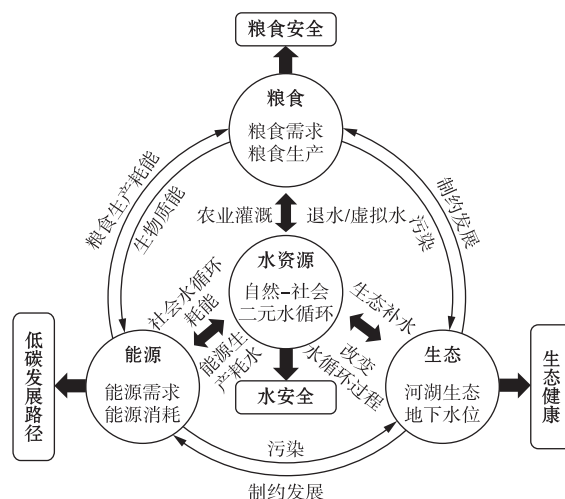 粮食安全
粮食
粮食需求
粮食生产
粮食生产耗能
生物质能
制约发展
污染
农业灌溉
退水/虚拟水
水资源
自然-社会
二元水循环
社会水循环
耗能
能源生
产耗水
生态补水
改变
水循环过程
低碳发展路径
能源
能源需求
能源消耗
水安全
生态
河湖生态
地下水位
生态健康
污染
制约发展